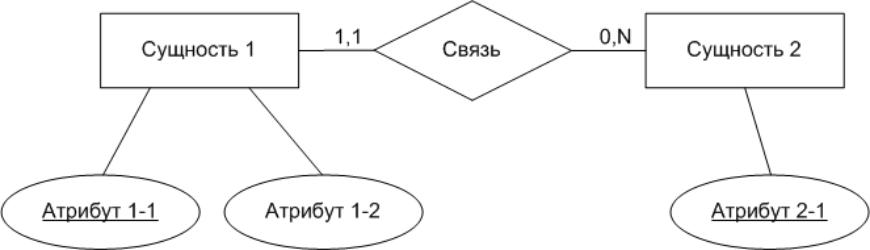 Сущность 1
1,1
Связь
0,N
Сущность 2
Атрибут 1-1
Атрибут 1-2
Атрибут 2-1